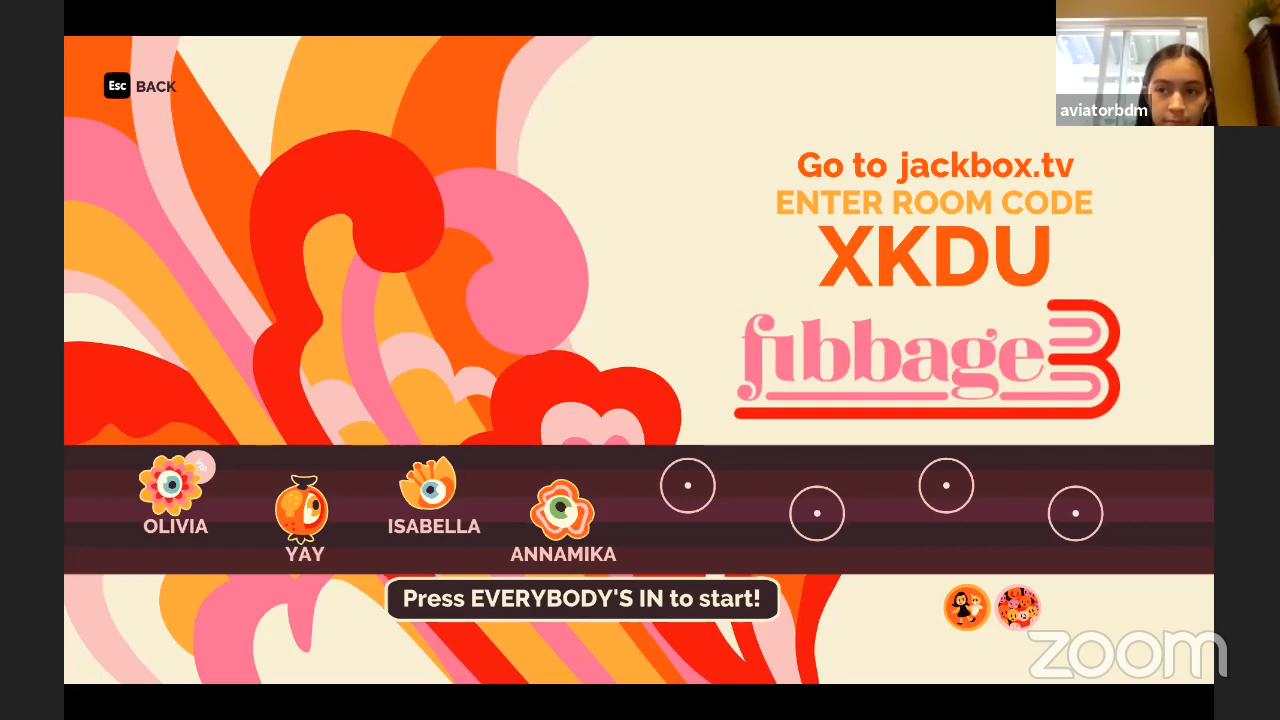 Esc BACK
aviatorbdm
Go to jackbox.tv
ENTER ROOM CODE
XKDU
fibbage 3
VIP
OLIVIA
YAY
ISABELLA
ANNAMIKA
Press EVERYBODY'S IN to start!
zoom